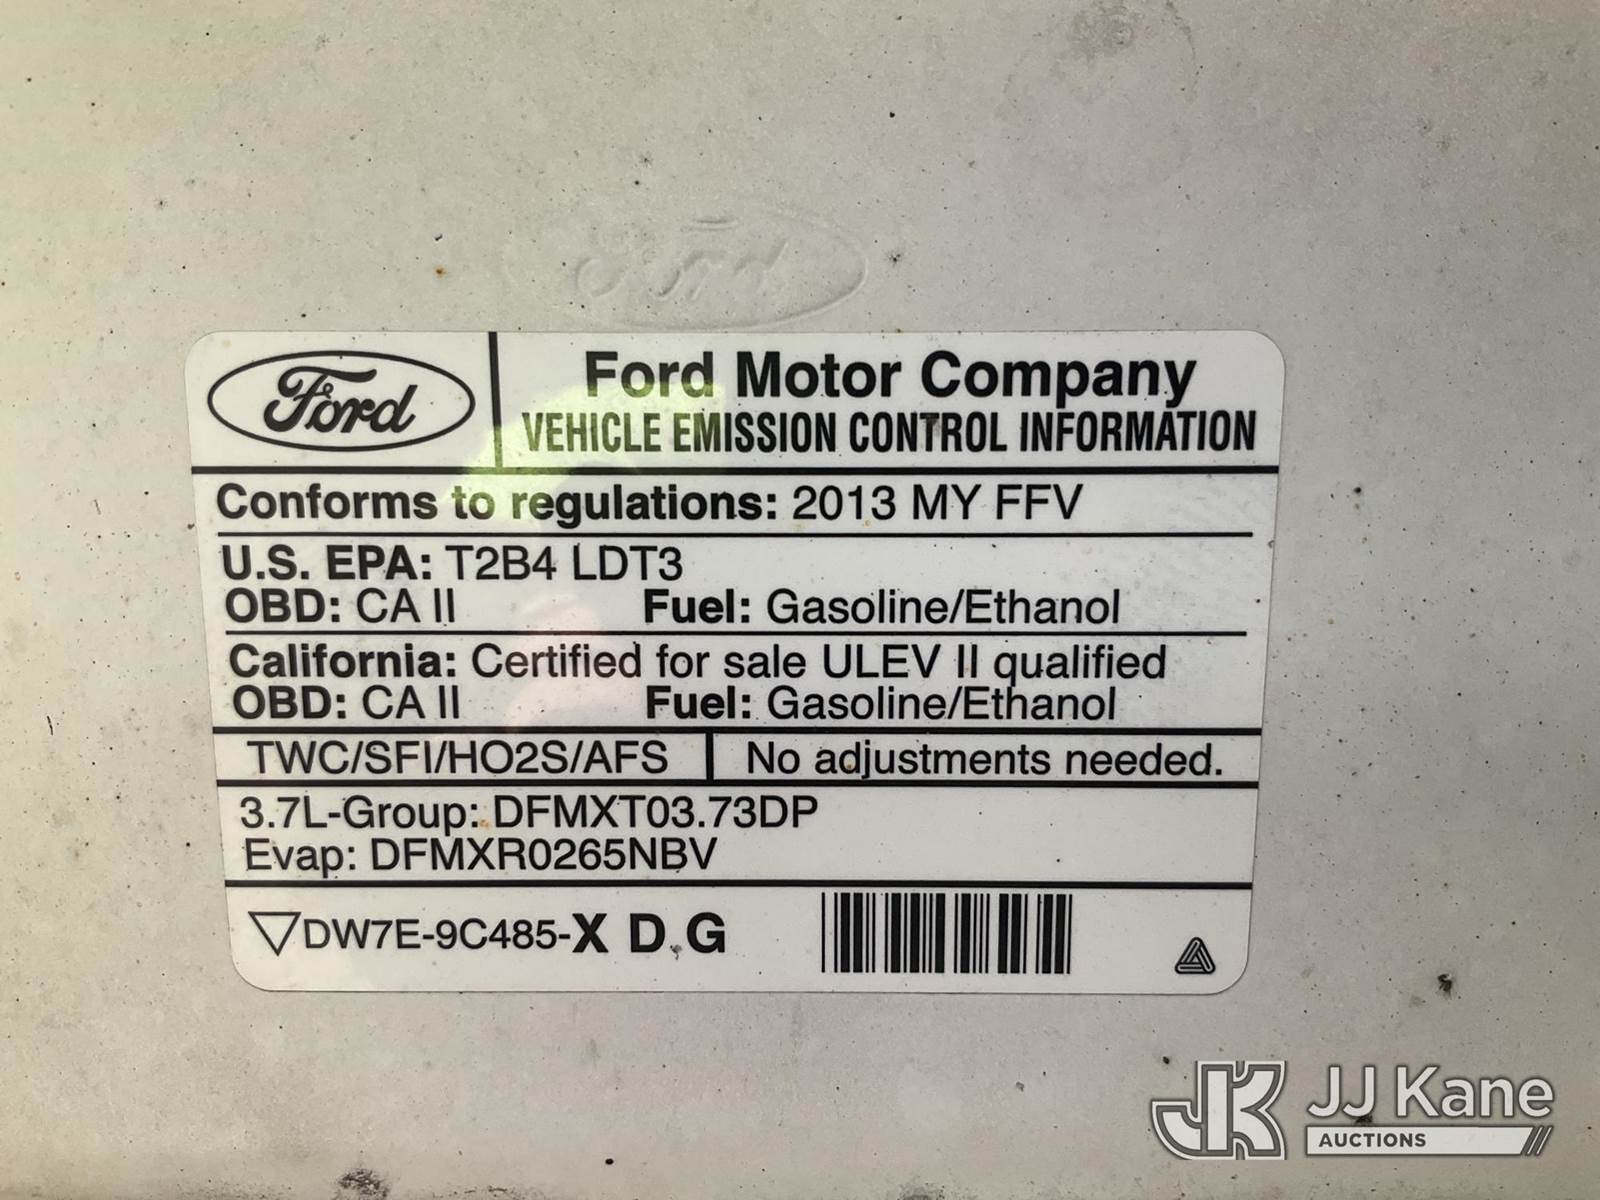 Ford
Ford
Ford Motor Company
VEHICLE EMISSION CONTROL INFORMATION
Conforms to regulations: 2013 MY FFV
U.S. EPA: T2B4 LDT3
OBD: CA II Fuel: Gasoline/Ethanol
California: Certified for sale ULEV II qualified
OBD: CA II Fuel: Gasoline/Ethanol
TWC/SFI/HO2S/AFS No adjustments needed.
3.7L-Group: DFMXT03.73DP
Evap: DFMXR0265NBV
DW7E-9C485-X D G
JK JJ Kane
AUCTIONS